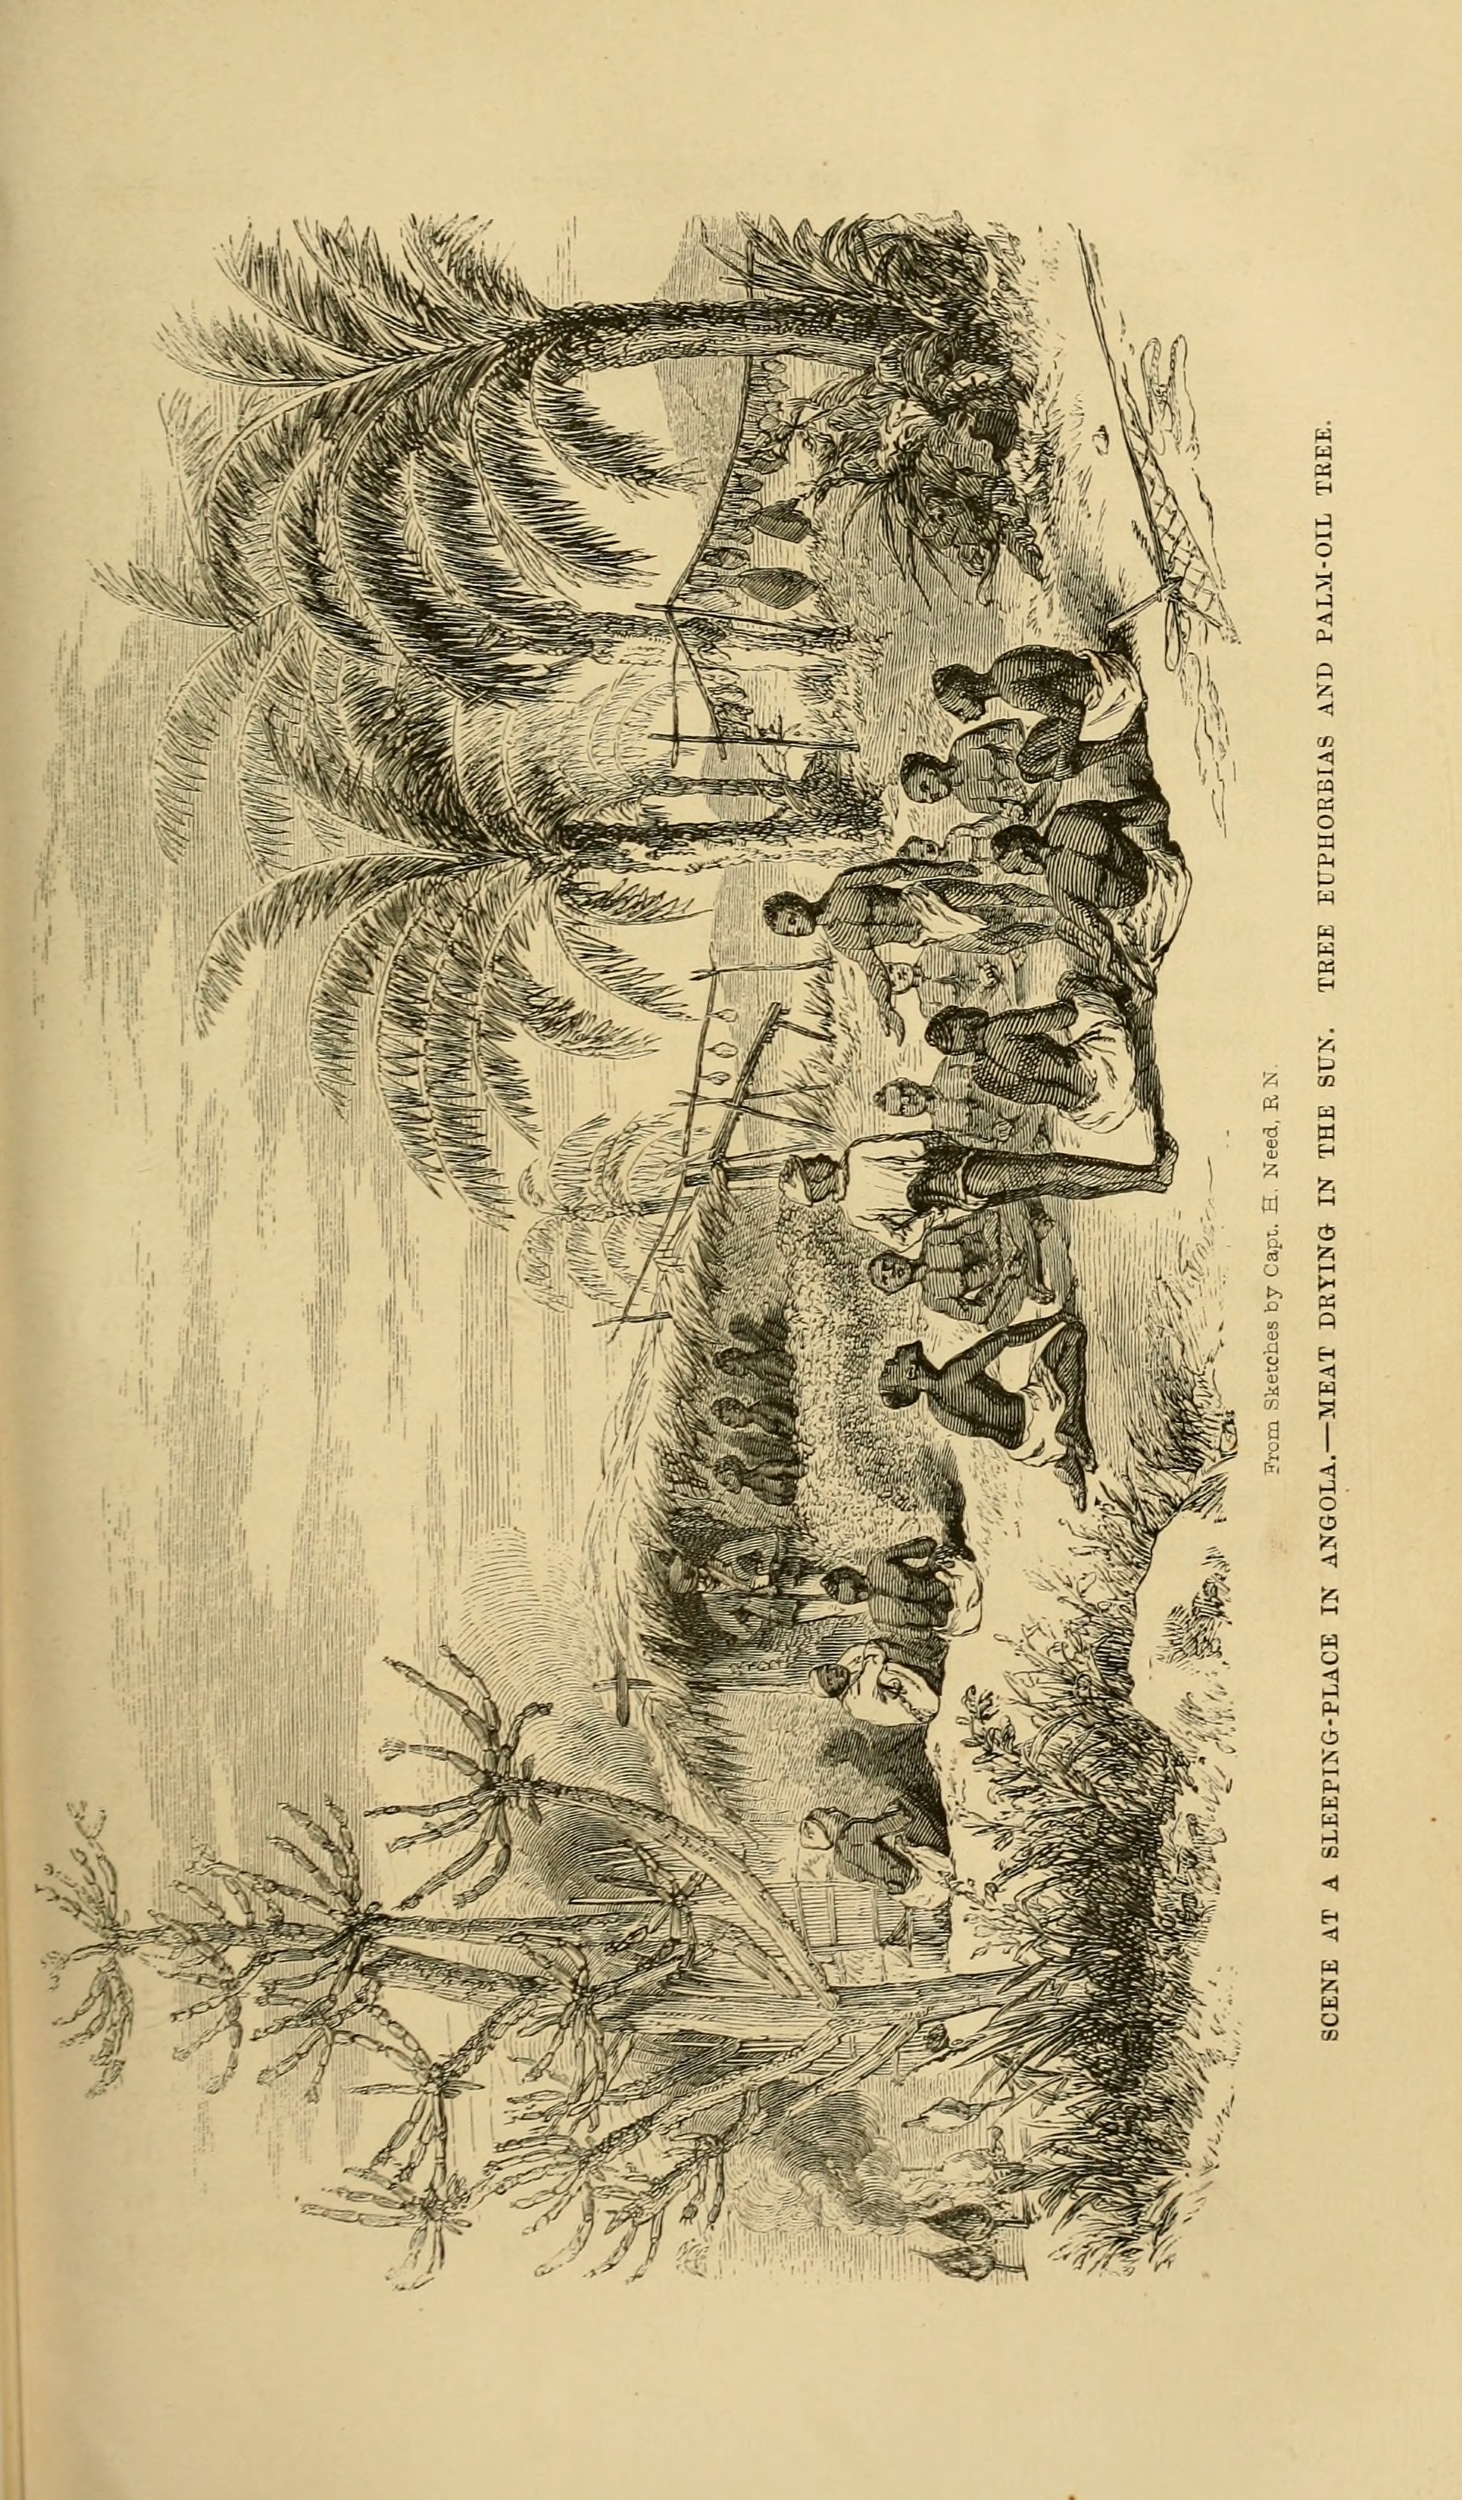 From Sketches by Capt. H. Need, R N.
SCENE AT A SLEEPING-PLACE IN ANGOLA.—MEAT DRYING IN THE SUN. TREE EUPHORBIAS AND PALM-OIL TREE.